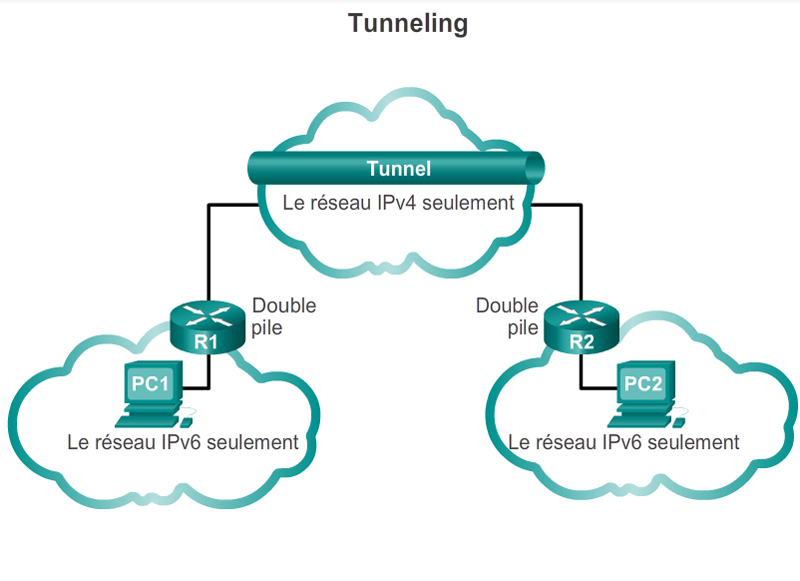 Tunneling
Tunnel
Le réseau IPv4 seulement
Double
pile
R1
Double
pile
R2
PC1
Le réseau IPv6 seulement
PC2
Le réseau IPv6 seulement